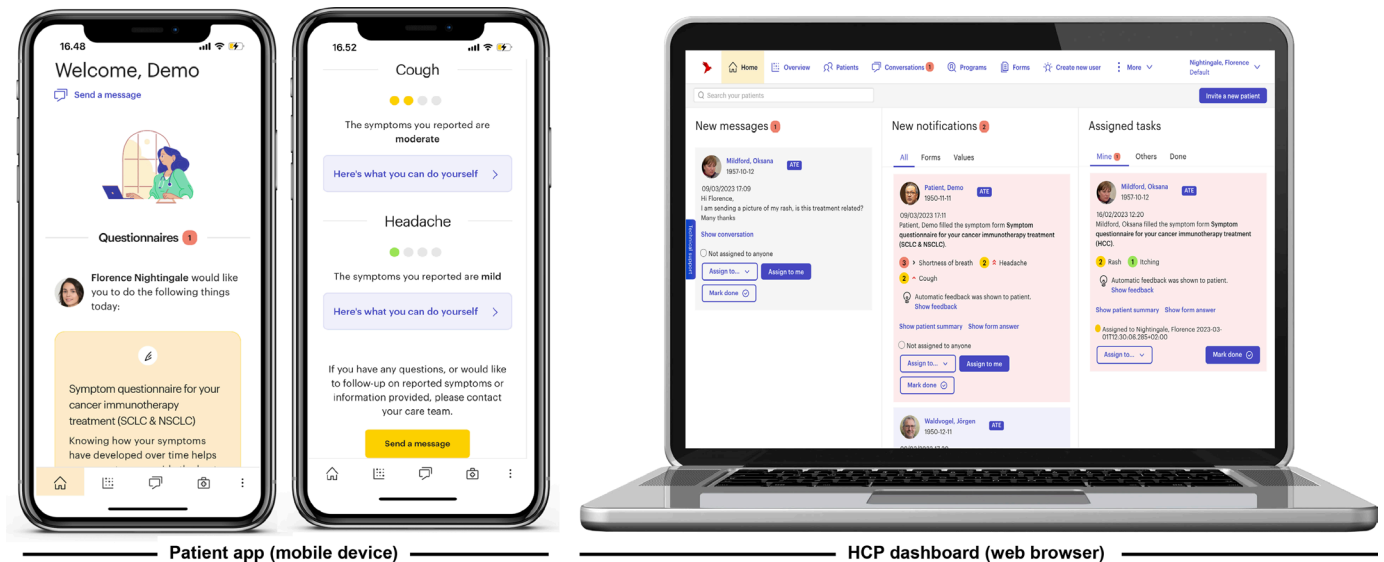 16.48
Welcome, Demo
Send a message
Questionnaires 1
Florence Nightingale would like
you to do the following things
today:
Symptom questionnaire for your
cancer immunotherapy
treatment (SCLC & NSCLC)
Knowing how your symptoms
have developed over time helps
16.52
Cough
The symptoms you reported are
moderate
Here's what you can do yourself
Headache
The symptoms you reported are mild
Here's what you can do yourself
If you have any questions, or would like
to follow-up on reported symptoms or
information provided, please contact
your care team.
Send a message
Patient app (mobile device)
Home Overview Patients Conversations 1 Programs Forms Create new user More
Nightingale, Florence
Default
Search your patients
Invite a new patient
Technical support
New messages 1
Mildford, Oksana ATE
1957-10-12
09/03/2023 17:09
Hi Florence,
I am sending a picture of my rash, is this treatment related?
Many thanks
Show conversation
Not assigned to anyone
Assign to... Assign to me
Mark done
New notifications 2
All Forms Values
Patient, Demo ATE
1950-11-11
09/03/2023 17:11
Patient, Demo filled the symptom form Symptom
questionnaire for your cancer immunotherapy treatment
(SCLC & NSCLC).
3 Shortness of breath 2 Headache
2 Cough
Automatic feedback was shown to patient.
Show feedback
Show patient summary Show form answer
Not assigned to anyone
Assign to... Assign to me
Mark done
Waldvogel, Jörgen ATE
1950-12-11
Assigned tasks
Mine 1 Others Done
Mildford, Oksana ATE
1957-10-12
16/02/2023 12:20
Mildford, Oksana filled the symptom form Symptom
questionnaire for your cancer immunotherapy treatment
(HCC).
2 Rash 1 Itching
Automatic feedback was shown to patient.
Show feedback
Show patient summary Show form answer
Assigned to Nightingale, Florence 2023-03-
01T12:30:06.285+02:00
Assign to... Mark done
HCP dashboard (web browser)